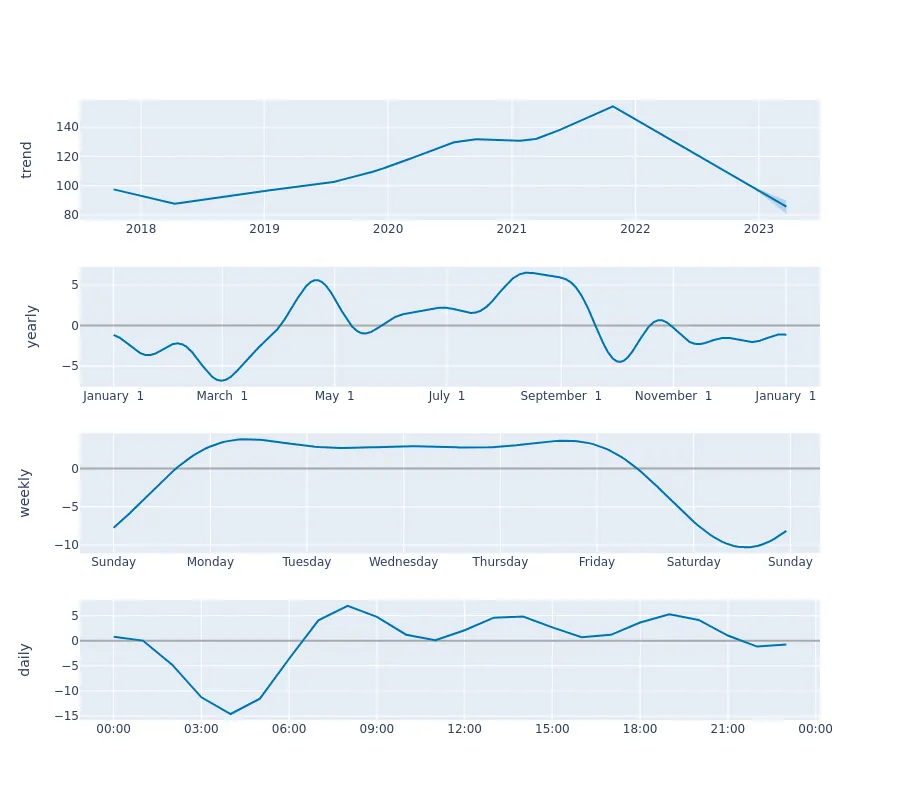 trend
140
120
100
80
2018 2019 2020 2021 2022 2023
yearly
5
0
−5
January 1 March 1 May 1 July 1 September 1 November 1 January 1
weekly
0
−5
−10
Sunday Monday Tuesday Wednesday Thursday Friday Saturday Sunday
daily
5
0
−5
−10
−15
00:00 03:00 06:00 09:00 12:00 15:00 18:00 21:00 00:00